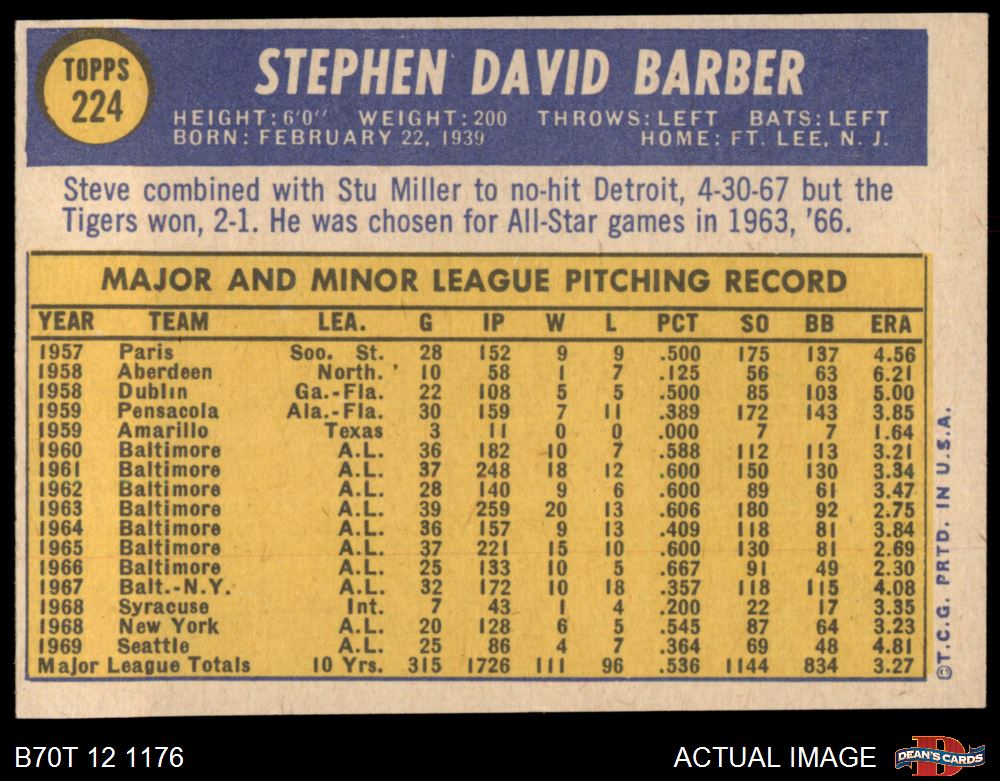 TOPPS
224
STEPHEN DAVID BARBER
HEIGHT: 6'0" WEIGHT: 200 THROWS: LEFT BATS: LEFT
BORN: FEBRUARY 22, 1939 HOME: FT. LEE, N. J.
Steve combined with Stu Miller to no-hit Detroit, 4-30-67 but the
Tigers won, 2-1. He was chosen for All-Star games in 1963, '66.
MAJOR AND MINOR LEAGUE PITCHING RECORD
YEAR TEAM LEA. G IP W L PCT SO BB ERA
1957 Paris Soo. St. 28 152 9 9 .500 175 137 4.56
1958 Aberdeen North. 10 58 1 7 .125 56 63 6.21
1958 Dublin Ga.-Fla. 22 108 5 5 .500 85 103 5.00
1959 Pensacola Ala.-Fla. 30 159 7 11 .389 172 143 3.85
1959 Amarillo Texas 3 11 0 0 .000 7 7 1.64
1960 Baltimore A.L. 36 182 10 7 .588 112 113 3.21
1961 Baltimore A.L. 37 248 18 12 .600 150 130 3.34
1962 Baltimore A.L. 28 140 9 6 .600 89 61 3.47
1963 Baltimore A.L. 39 259 20 13 .606 180 92 2.75
1964 Baltimore A.L. 36 157 9 13 .409 118 81 3.84
1965 Baltimore A.L. 37 221 15 10 .600 130 81 2.69
1966 Baltimore A.L. 25 133 10 5 .667 91 49 2.30
1967 Balt.-N.Y. A.L. 32 172 10 18 .357 118 115 4.08
1968 Syracuse Int. 7 43 1 4 .200 22 17 3.35
1968 New York A.L. 20 128 6 5 .545 87 64 3.23
1969 Seattle A.L. 25 86 4 7 .364 69 48 4.81
Major League Totals 10 Yrs. 315 1726 111 96 .536 1144 834 3.27
©T.C.G. PRTD. IN U.S.A.
B70T 12 1176
ACTUAL IMAGE
DEAN'S CARDS